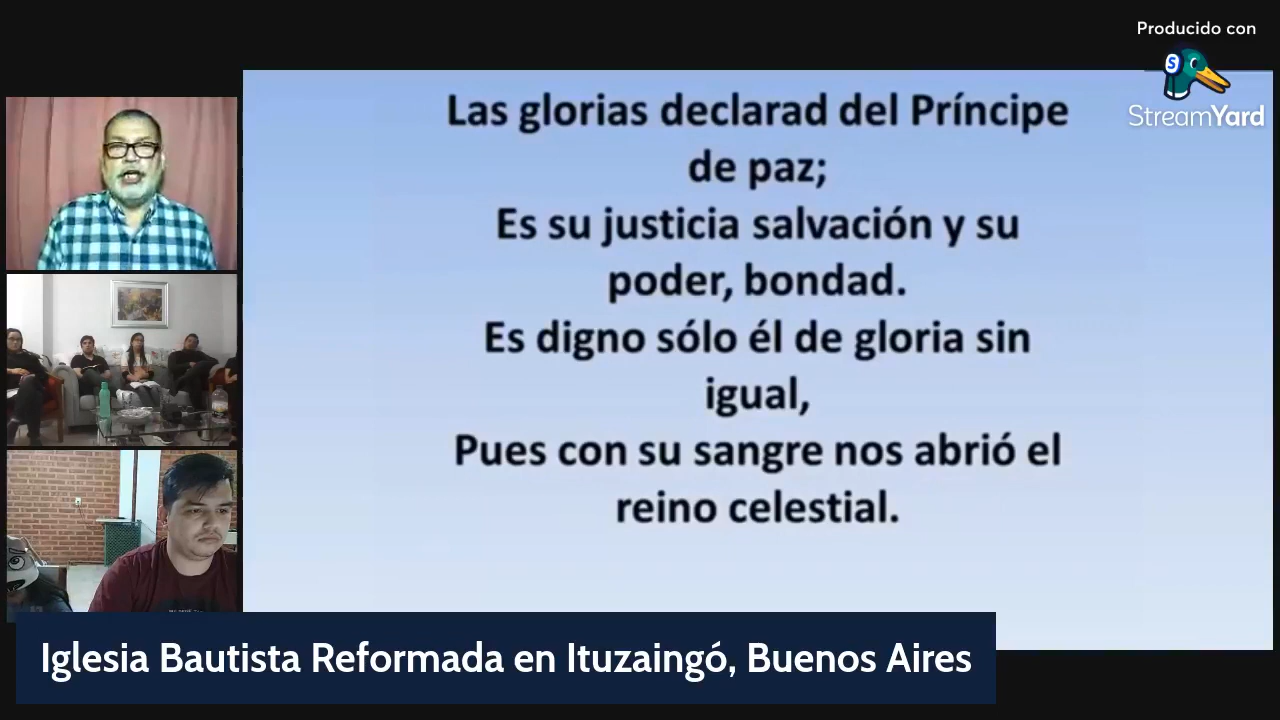 Producido con
StreamYard
Las glorias declarad del Príncipe
de paz;
Es su justicia salvación y su
poder, bondad.
Es digno sólo él de gloria sin
igual,
Pues con su sangre nos abrió el
reino celestial.
Iglesia Bautista Reformada en Ituzaingó, Buenos Aires